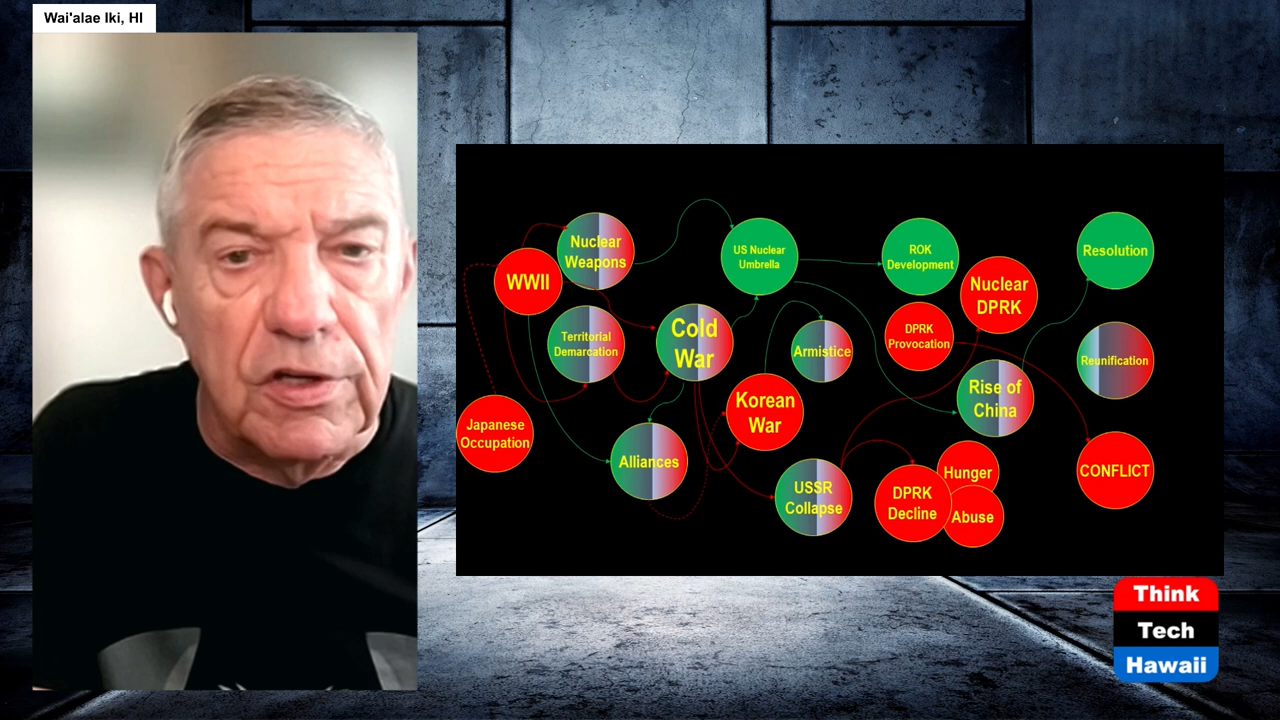 Wai'alae Iki, HI
Nuclear
Weapons
WWII
US Nuclear
Umbrella
ROK
Development
Resolution
Nuclear
DPRK
Territorial
Demarcation
Cold
War
Armistice
DPRK
Provocation
Reunification
Rise of
China
Japanese
Occupation
Korean
War
Alliances
USSR
Collapse
DPRK
Decline
Hunger
Abuse
CONFLICT
Think
Tech
Hawaii